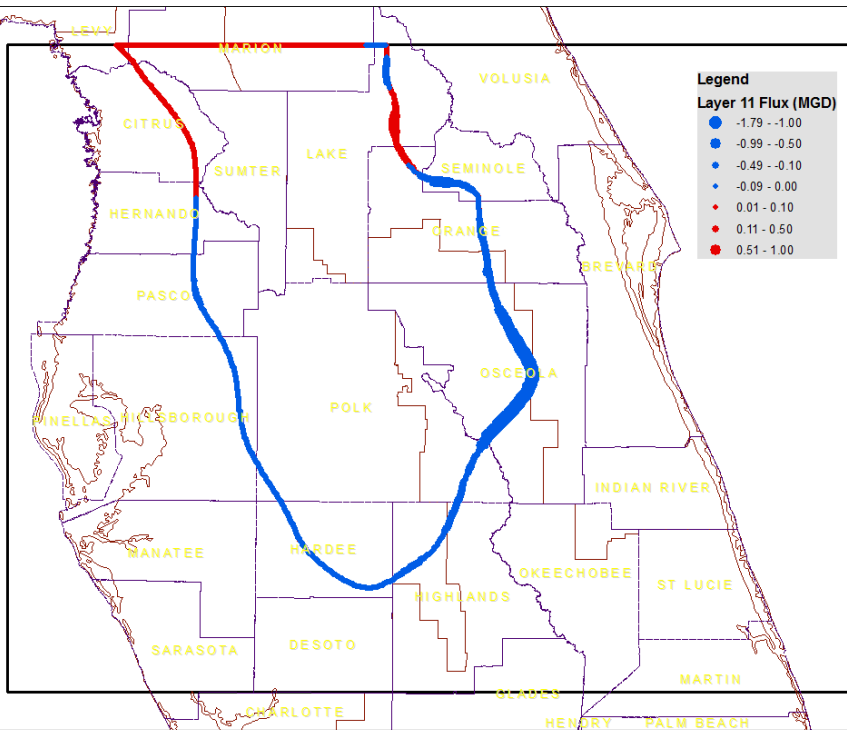 LEVY
MARION
VOLUSIA
CITRUS
LAKE
SUMTER
SEMINOLE
HERNANDO
ORANGE
BREVARD
PASCO
OSCEOLA
POLK
PINELLAS
HILLSBOROUGH
INDIAN RIVER
MANATEE
HARDEE
OKEECHOBEE
ST LUCIE
HIGHLANDS
SARASOTA
DESOTO
MARTIN
GLADES
CHARLOTTE
HENDRY
PALM BEACH
Legend
Layer 11 Flux (MGD)
-1.79 - -1.00
-0.99 - -0.50
-0.49 - -0.10
-0.09 - 0.00
0.01 - 0.10
0.11 - 0.50
0.51 - 1.00